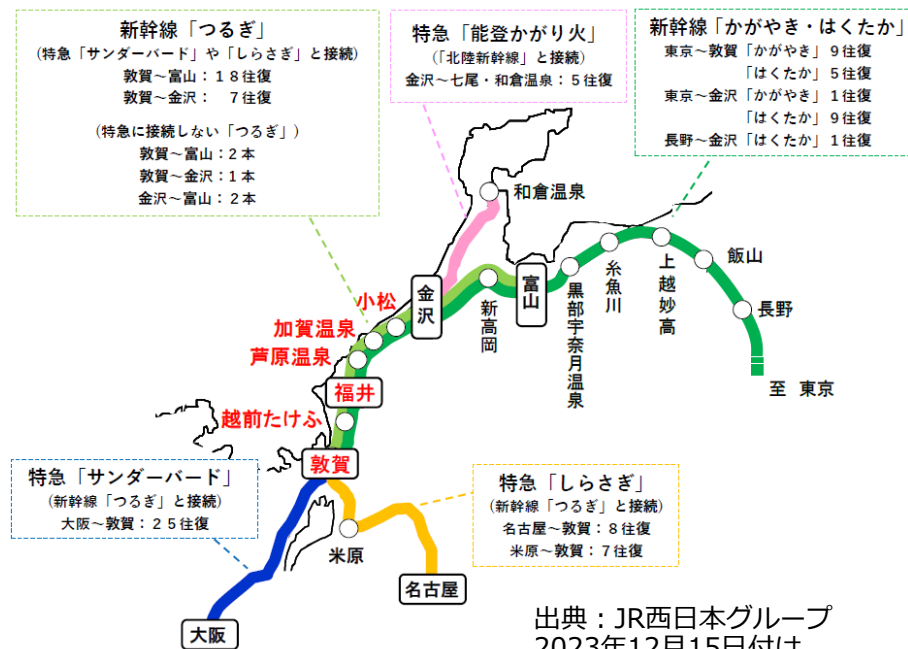 新幹線「つるぎ」
(特急「サンダーバード」や「しらさぎ」と接続)
敦賀～富山：１８往復
敦賀～金沢：　７往復
(特急に接続しない「つるぎ」)
敦賀～富山：２本
敦賀～金沢：１本
金沢～富山：２本
特急「能登かがり火」
(「北陸新幹線」と接続)
金沢～七尾・和倉温泉：５往復
新幹線「かがやき・はくたか」
東京～敦賀「かがやき」９往復
「はくたか」５往復
東京～金沢「かがやき」１往復
「はくたか」９往復
長野～金沢「はくたか」１往復
和倉温泉
金沢
新高岡
富山
黒部宇奈月温泉
糸魚川
上越妙高
飯山
長野
至 東京
小松
加賀温泉
芦原温泉
福井
越前たけふ
敦賀
特急「サンダーバード」
(新幹線「つるぎ」と接続)
大阪～敦賀：２５往復
特急「しらさぎ」
(新幹線「つるぎ」と接続)
名古屋～敦賀：８往復
米原～敦賀：７往復
米原
名古屋
大阪
出典：JR西日本グループ
2023年12月15日付け